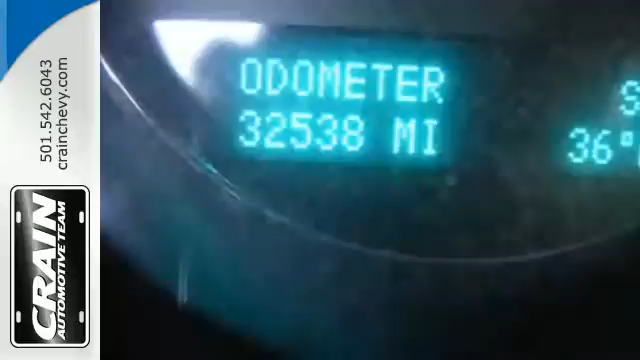 501.542.6043
crainchevy.com
CRAIN
AUTOMOTIVE TEAM
ODOMETER
32538 MI
S
36°